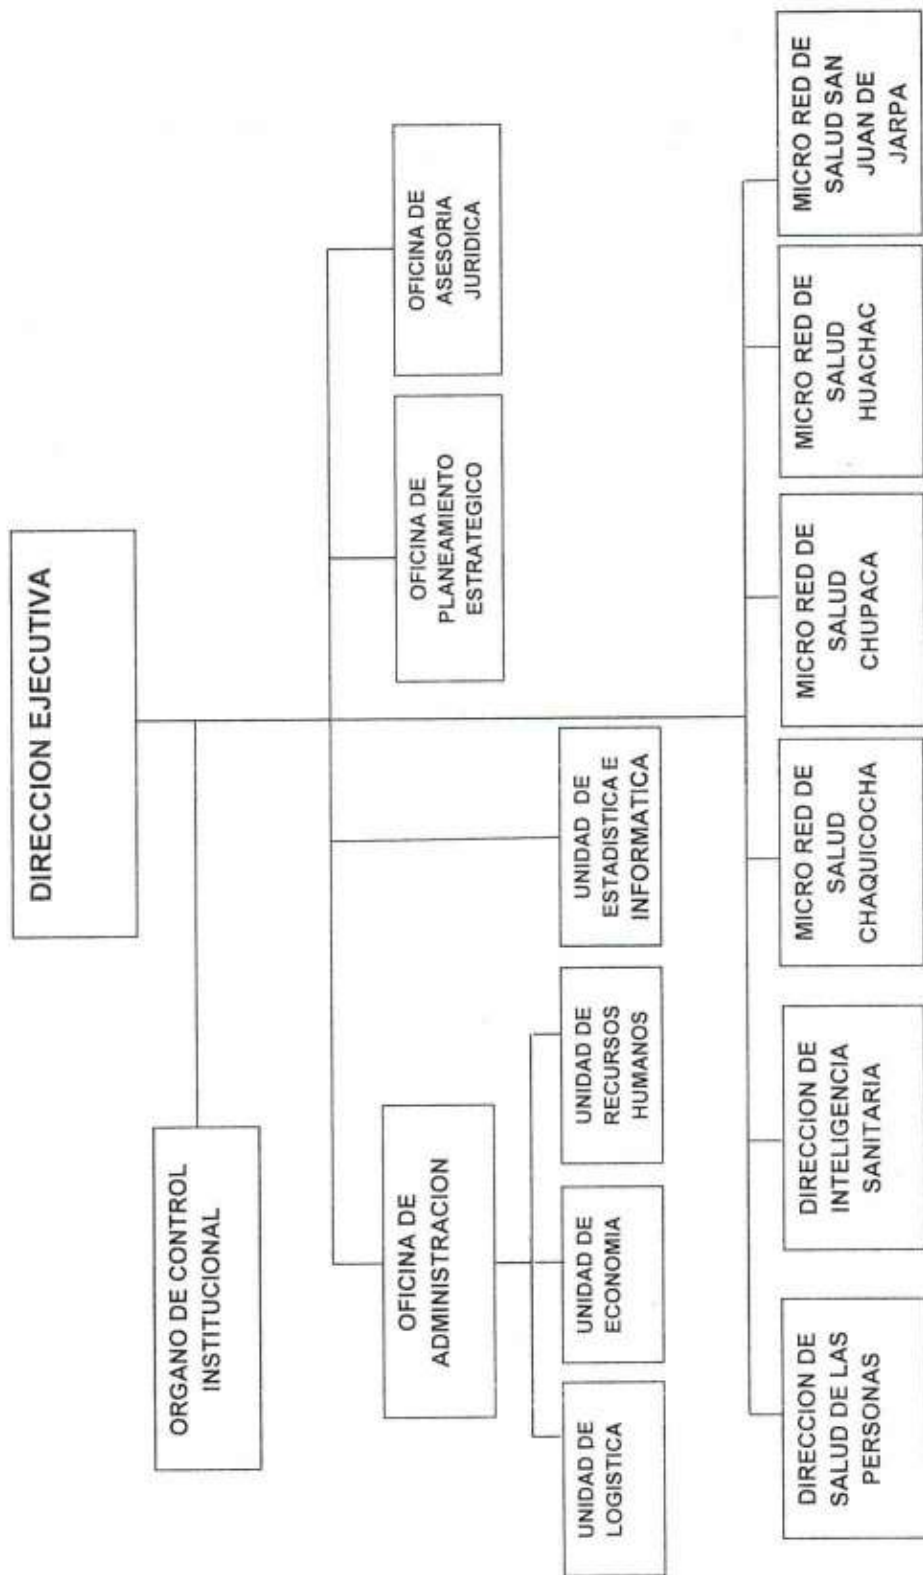 DIRECCION EJECUTIVA
ORGANO DE CONTROL
INSTITUCIONAL
OFICINA DE
ADMINISTRACION
OFICINA DE
PLANEAMIENTO
ESTRATEGICO
OFICINA DE
ASESORIA
JURIDICA
UNIDAD DE
LOGISTICA
UNIDAD DE
ECONOMIA
UNIDAD DE
RECURSOS
HUMANOS
UNIDAD DE
ESTADISTICA E
INFORMATICA
DIRECCION DE
SALUD DE LAS
PERSONAS
DIRECCION DE
INTELIGENCIA
SANITARIA
MICRO RED DE
SALUD
CHAQUICOCHA
MICRO RED DE
SALUD
CHUPACA
MICRO RED DE
SALUD
HUACHAC
MICRO RED DE
SALUD SAN
JUAN DE
JARPA